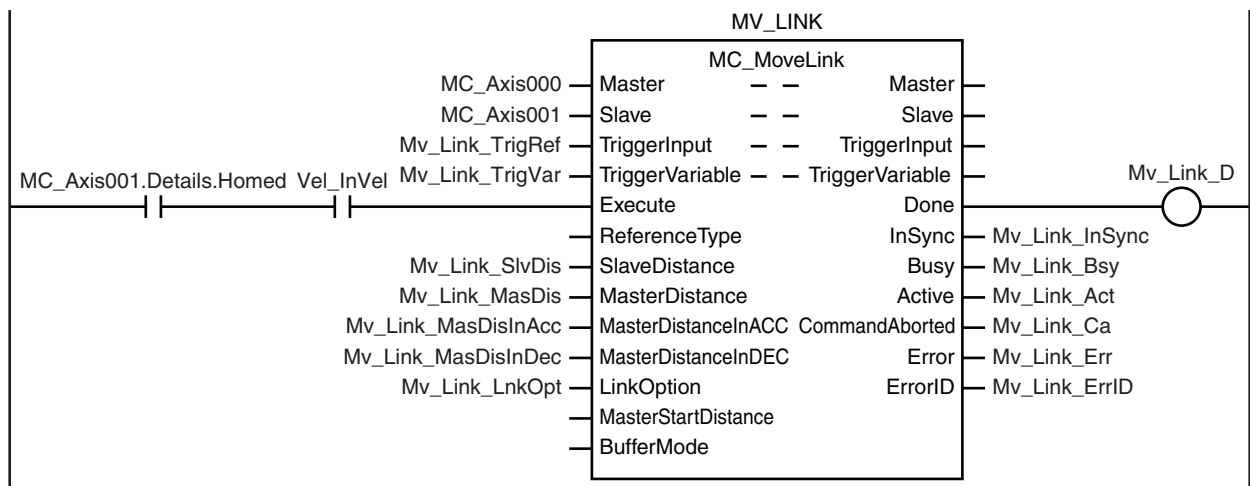 MV_LINK
MC_MoveLink
MC_Axis000 Master Master
MC_Axis001 Slave Slave
Mv_Link_TrigRef TriggerInput TriggerInput
MC_Axis001.Details.Homed Vel_InVel Mv_Link_TrigVar TriggerVariable TriggerVariable Mv_Link_D
Execute Done
ReferenceType InSync Mv_Link_InSync
Mv_Link_SlvDis SlaveDistance Busy Mv_Link_Bsy
Mv_Link_MasDis MasterDistance Active Mv_Link_Act
Mv_Link_MasDisInAcc MasterDistanceInACC CommandAborted Mv_Link_Ca
Mv_Link_MasDisInDec MasterDistanceInDEC Error Mv_Link_Err
Mv_Link_LnkOpt LinkOption ErrorID Mv_Link_ErrID
MasterStartDistance
BufferMode